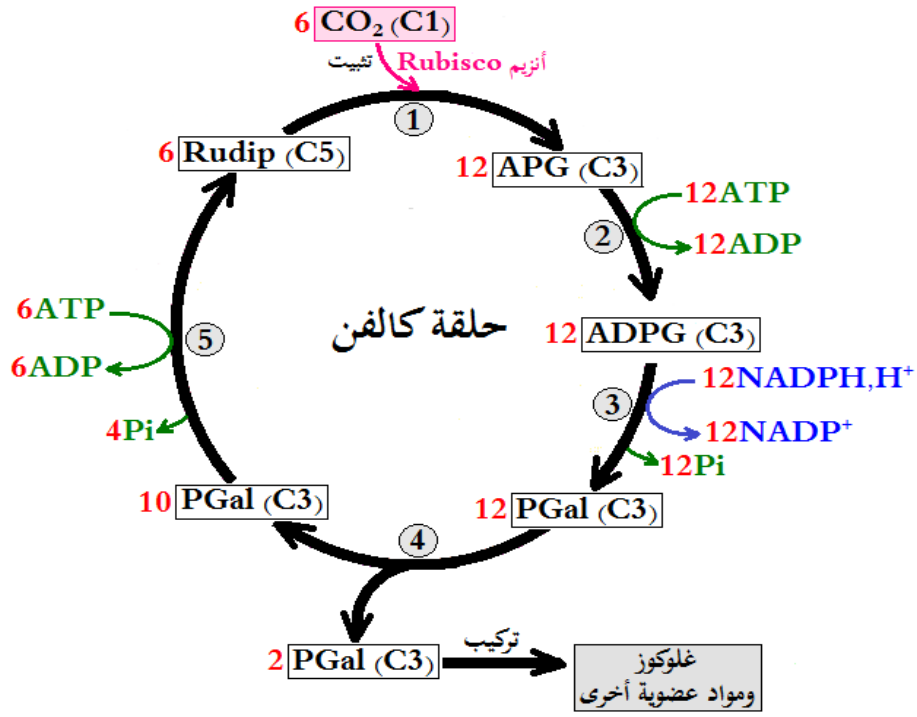 6 CO₂ (C1)
تثبيت
أنزيم Rubisco
1
6 Rudip (C5)
12 APG (C3)
12ATP
2
12ADP
6ATP
حلقة كالفن
12 ADPG (C3)
5
6ADP
12NADPH,H⁺
3
12NADP⁺
4Pi
12Pi
10 PGal (C3)
12 PGal (C3)
4
2 PGal (C3)
تركيب
غلوكوز
ومواد عضوية أخرى